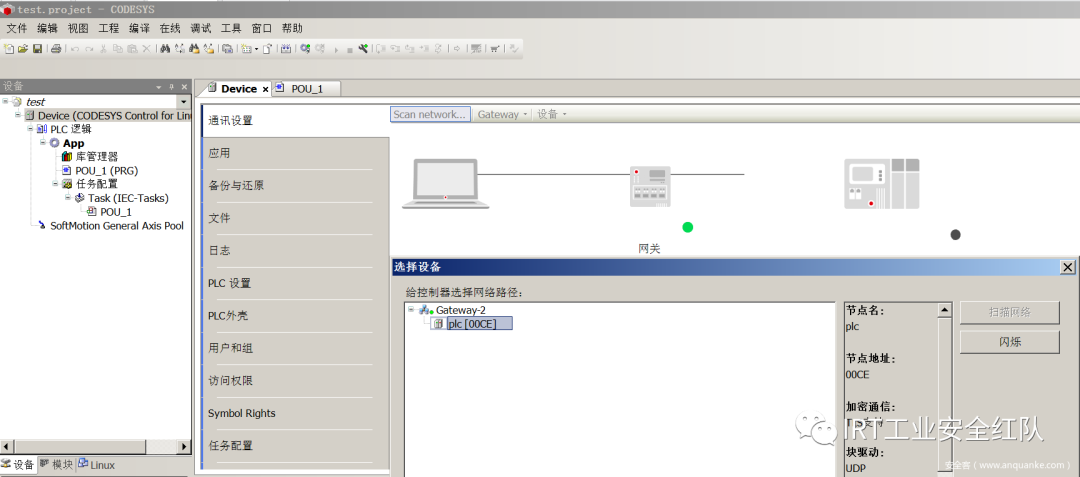 test.project - CODESYS
文件 编辑 视图 工程 编译 在线 调试 工具 窗口 帮助
设备
test
Device (CODESYS Control for Lin
PLC 逻辑
App
库管理器
POU_1 (PRG)
任务配置
Task (IEC-Tasks)
POU_1
SoftMotion General Axis Pool
设备 模块 Linux
Device POU_1
通讯设置
应用
备份与还原
文件
日志
PLC 设置
PLC外壳
用户和组
访问权限
Symbol Rights
任务配置
Scan network... Gateway 设备
网关
选择设备
给控制器选择网络路径:
Gateway-2
plc [00CE]
节点名:
plc
节点地址:
00CE
加密通信:
块驱动:
UDP
扫描网络
闪烁
IRT工业安全红队
安全客 (www.anquanke.com)